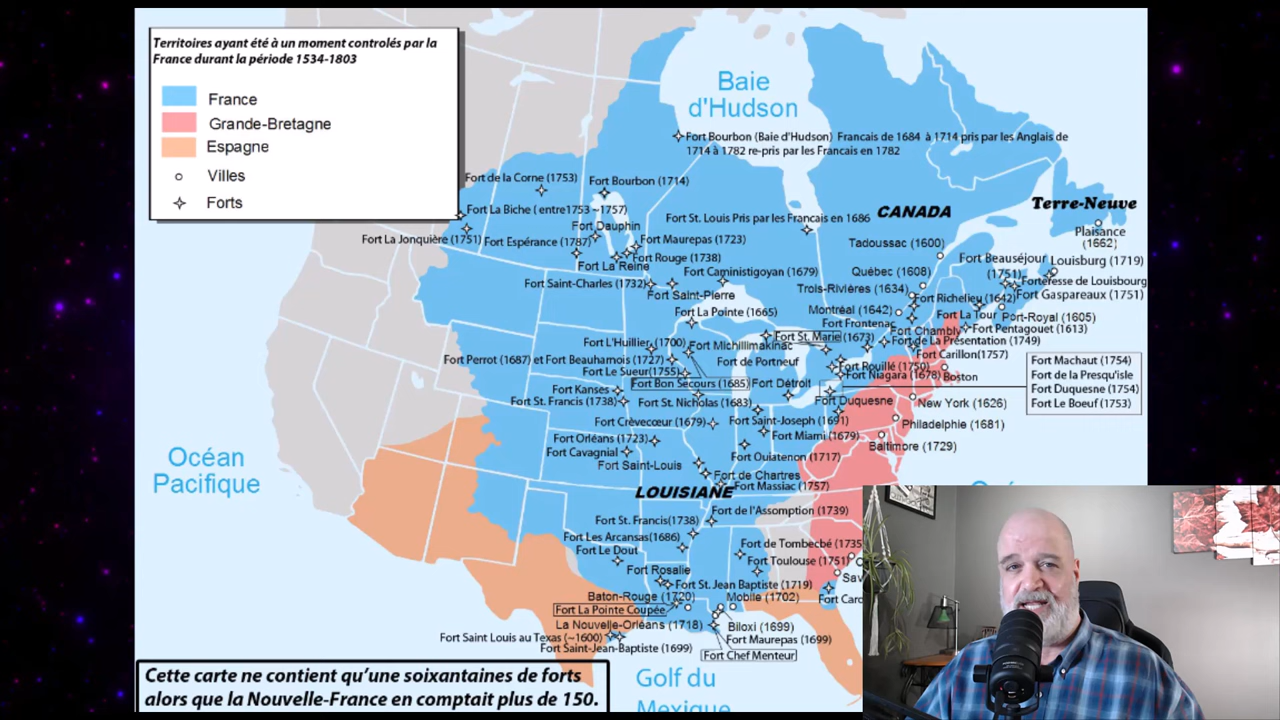 Territoires ayant été à un moment controlés par la
France durant la période 1534-1803
France
Grande-Bretagne
Espagne
Villes
Forts
Baie
d'Hudson
Fort Bourbon (Baie d'Hudson) Francais de 1684 à 1714 pris par les Anglais de
1714 à 1782 re-pris par les Francais en 1782
Fort de la Corne (1753)
Fort Bourbon (1714)
Fort La Biche ( entre1753 ~1757)
Fort St. Louis Pris par les Francais en 1686
CANADA
Terre-Neuve
Fort Dauphin
Plaisance
(1662)
Fort La Jonquière (1751)
Fort Espérance (1787)
Fort Maurepas (1723)
Tadoussac (1600)
Fort Rouge (1738)
Fort La Reine
Fort Beauséjour
(1751)
Louisburg (1719)
Fort Caministigoyan (1679)
Québec (1608)
Forteresse de Louisbourg
Fort Saint-Charles (1732)
Fort Saint-Pierre
Trois-Rivières (1634)
Fort Richelieu (1642)
Fort Gaspareaux (1751)
Fort La Pointe (1665)
Montréal (1642)
Fort La Tour
Port-Royal (1605)
Fort Frontenac
Fort Chambly
Fort Pentagouet (1613)
Fort St. Marie (1673)
Fort de La Présentation (1749)
Fort L'Huillier (1700)
Fort Michillimakinac
Fort Carillon(1757)
Fort Perrot (1687) et Fort Beauharnois (1727)
Fort de Portneuf
Fort Rouillé (1750)
Fort Machaut (1754)
Fort de la Presqu'isle
Fort Duquesne (1754)
Fort Le Boeuf (1753)
Fort Le Sueur(1755)
Fort Niagara (1678)
Boston
Fort Bon Secours (1685)
Fort Détroit
Fort Kanses
Fort St. Francis (1738)
Fort St. Nicholas (1683)
Fort Duquesne
New York (1626)
Fort Crèvecœur (1679)
Fort Saint-Joseph (1691)
Philadelphie (1681)
Fort Orléans (1723)
Fort Miami (1679)
Baltimore (1729)
Fort Cavagnial
Fort Ouiatenon (1717)
Fort Saint-Louis
Océan
Pacifique
Fort de Chartres
Fort Massiac (1757)
LOUISIANE
Fort de l'Assomption (1739)
Fort St. Francis(1738)
Fort Les Arcansas(1686)
Fort de Tombecbé (1735
Fort Le Dout
Fort Toulouse (1751)
Fort Rosalie
Sav
Fort St. Jean Baptiste (1719)
Baton-Rouge (1720)
Mobile (1702)
Fort Caro
Fort La Pointe Coupée
La Nouvelle-Orléans (1718)
Biloxi (1699)
Fort Saint Louis au Texas (~1600)
Fort Maurepas (1699)
Fort Saint-Jean-Baptiste (1699)
Fort Chef Menteur
Golf du
Mexique
Cette carte ne contient qu'une soixantaines de forts
alors que la Nouvelle-France en comptait plus de 150.